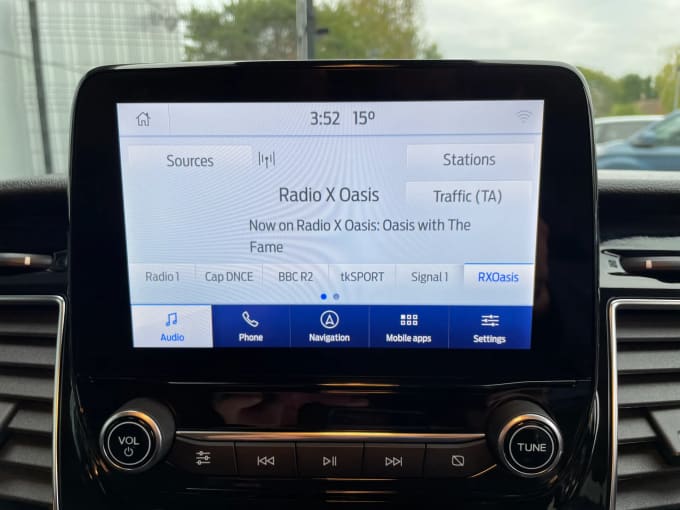 3:52 15º
Sources Stations
Radio X Oasis Traffic (TA)
Now on Radio X Oasis: Oasis with The
Fame
Radio 1 Cap DNCE BBC R2 tkSPORT Signal 1 RXOasis
Audio Phone Navigation Mobile apps Settings
VOL TUNE